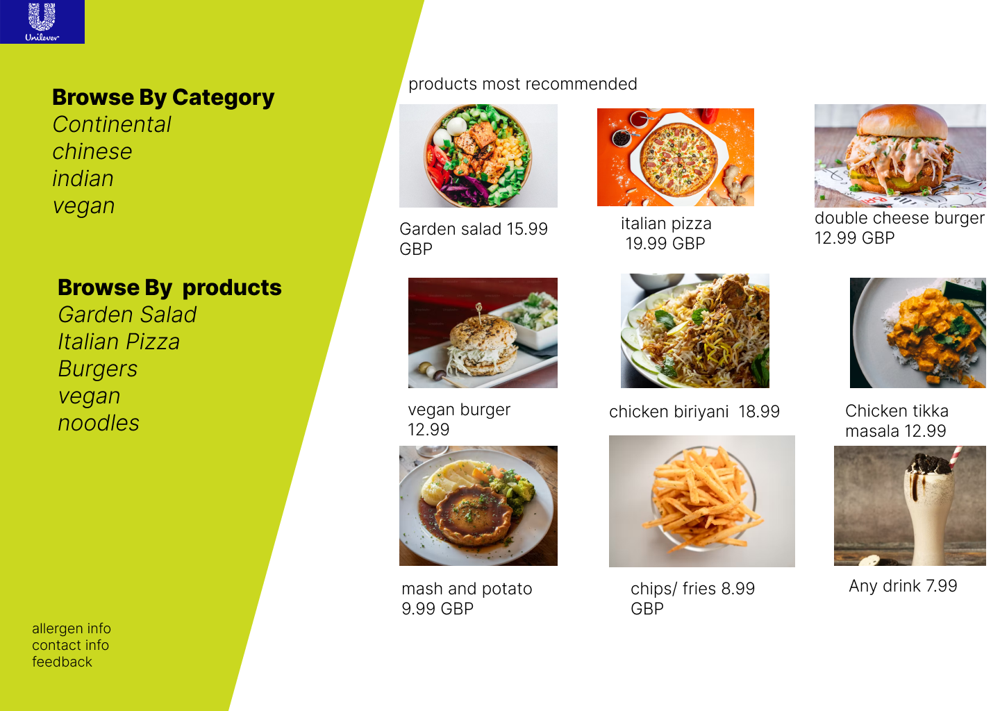 Unilever
Browse By Category
Continental
chinese
indian
vegan
Browse By  products
Garden Salad
Italian Pizza
Burgers
vegan
noodles
allergen info
contact info
feedback
products most recommended
Garden salad 15.99
GBP
italian pizza
19.99 GBP
double cheese burger
12.99 GBP
vegan burger
12.99
chicken biriyani  18.99
Chicken tikka
masala 12.99
mash and potato
9.99 GBP
chips/ fries 8.99
GBP
Any drink 7.99